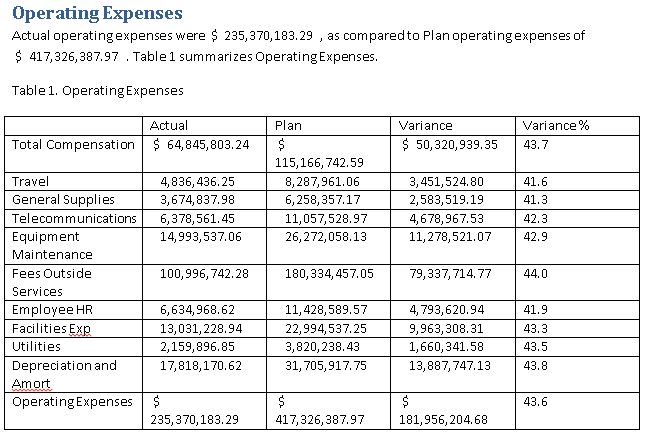 Operating Expenses
Actual operating expenses were $ 235,370,183.29 , as compared to Plan operating expenses of
$ 417,326,387.97 . Table 1 summarizes Operating Expenses.
Table 1. Operating Expenses
Actual Plan Variance Variance %
Total Compensation $ 64,845,803.24 $ 115,166,742.59 $ 50,320,939.35 43.7
Travel 4,836,436.25 8,287,961.06 3,451,524.80 41.6
General Supplies 3,674,837.98 6,258,357.17 2,583,519.19 41.3
Telecommunications 6,378,561.45 11,057,528.97 4,678,967.53 42.3
Equipment Maintenance 14,993,537.06 26,272,058.13 11,278,521.07 42.9
Fees Outside Services 100,996,742.28 180,334,457.05 79,337,714.77 44.0
Employee HR 6,634,968.62 11,428,589.57 4,793,620.94 41.9
Facilities Exp 13,031,228.94 22,994,537.25 9,963,308.31 43.3
Utilities 2,159,896.85 3,820,238.43 1,660,341.58 43.5
Depreciation and Amort 17,818,170.62 31,705,917.75 13,887,747.13 43.8
Operating Expenses $ 235,370,183.29 $ 417,326,387.97 $ 181,956,204.68 43.6